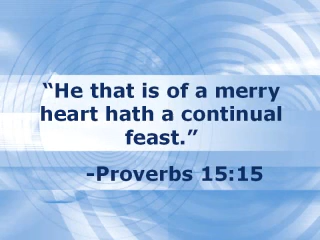 “He that is of a merry
heart hath a continual
feast.”
-Proverbs 15:15